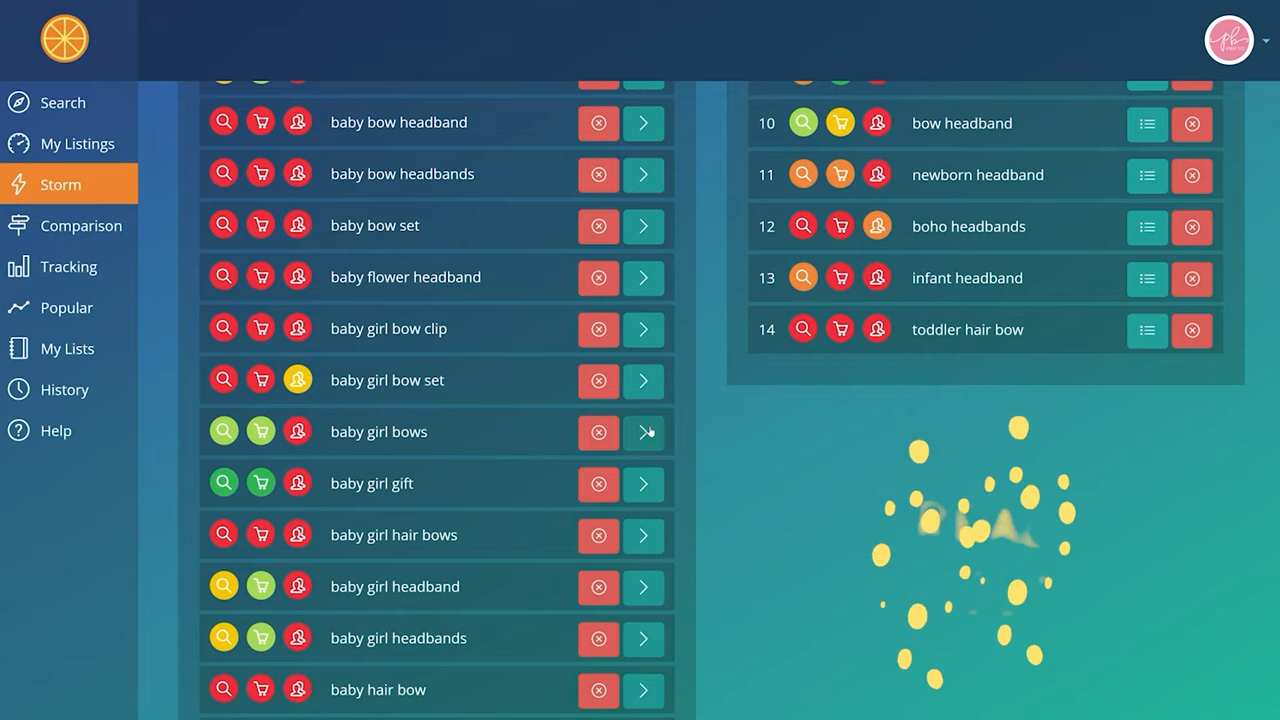 pb
Search
My Listings
Storm
Comparison
Tracking
Popular
My Lists
History
Help
baby bow headband
baby bow headbands
baby bow set
baby flower headband
baby girl bow clip
baby girl bow set
baby girl bows
baby girl gift
baby girl hair bows
baby girl headband
baby girl headbands
baby hair bow
10 bow headband
11 newborn headband
12 boho headbands
13 infant headband
14 toddler hair bow